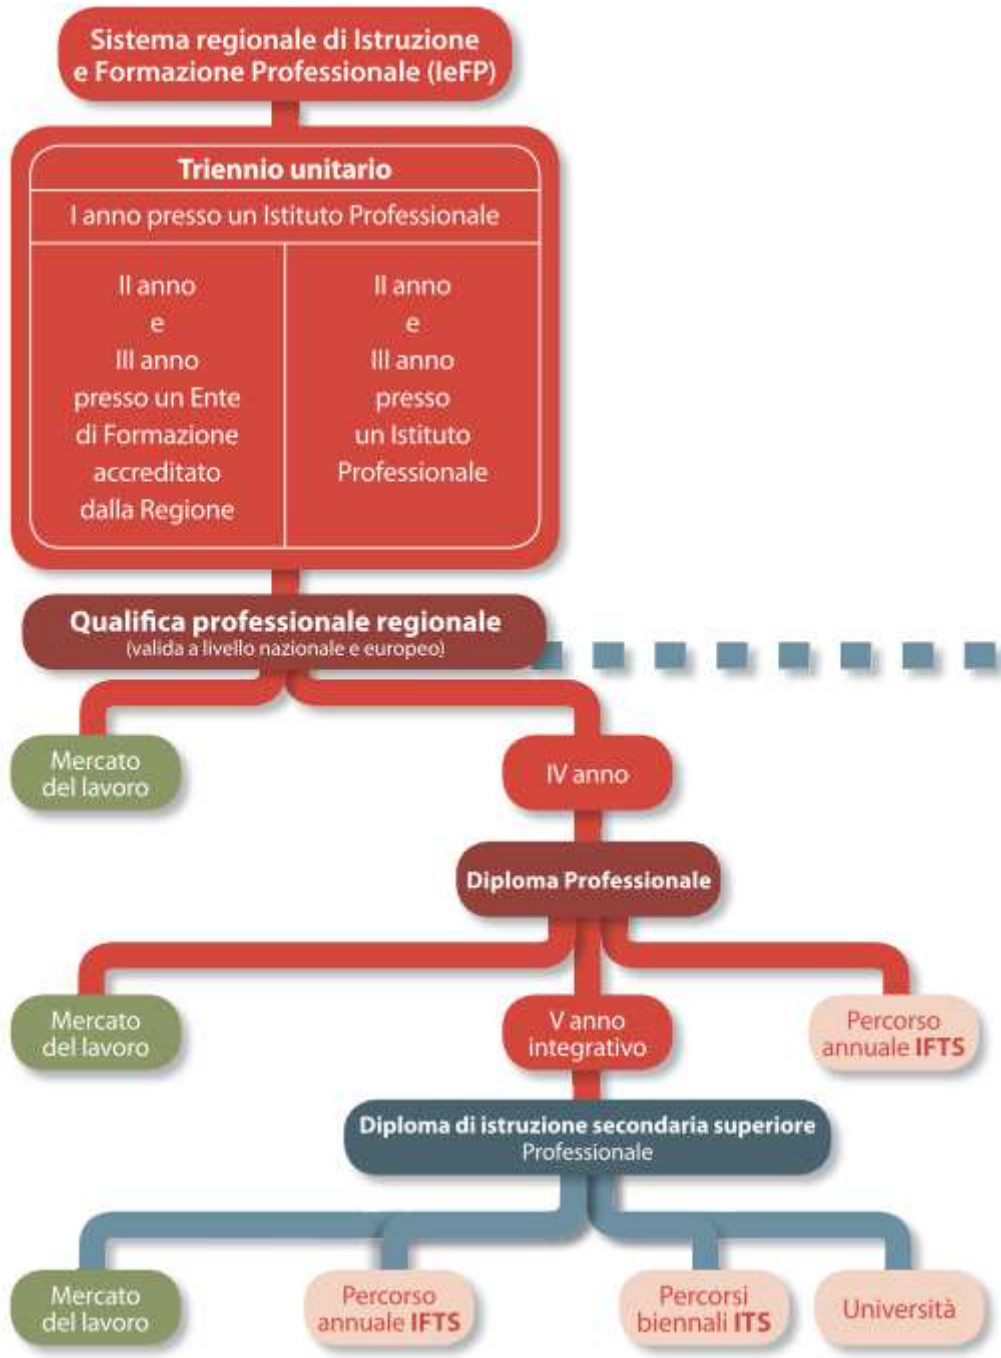 Sistema regionale di Istruzione
e Formazione Professionale (IeFP)
Triennio unitario
I anno presso un Istituto Professionale
II anno
e
III anno
presso un Ente
di Formazione
accreditato
dalla Regione
II anno
e
III anno
presso
un Istituto
Professionale
Qualifica professionale regionale
(valida a livello nazionale e europeo)
Mercato
del lavoro
IV anno
Diploma Professionale
Mercato
del lavoro
V anno
integrativo
Percorso
annuale IFTS
Diploma di istruzione secondaria superiore
Professionale
Mercato
del lavoro
Percorso
annuale IFTS
Percorsi
biennali ITS
Università